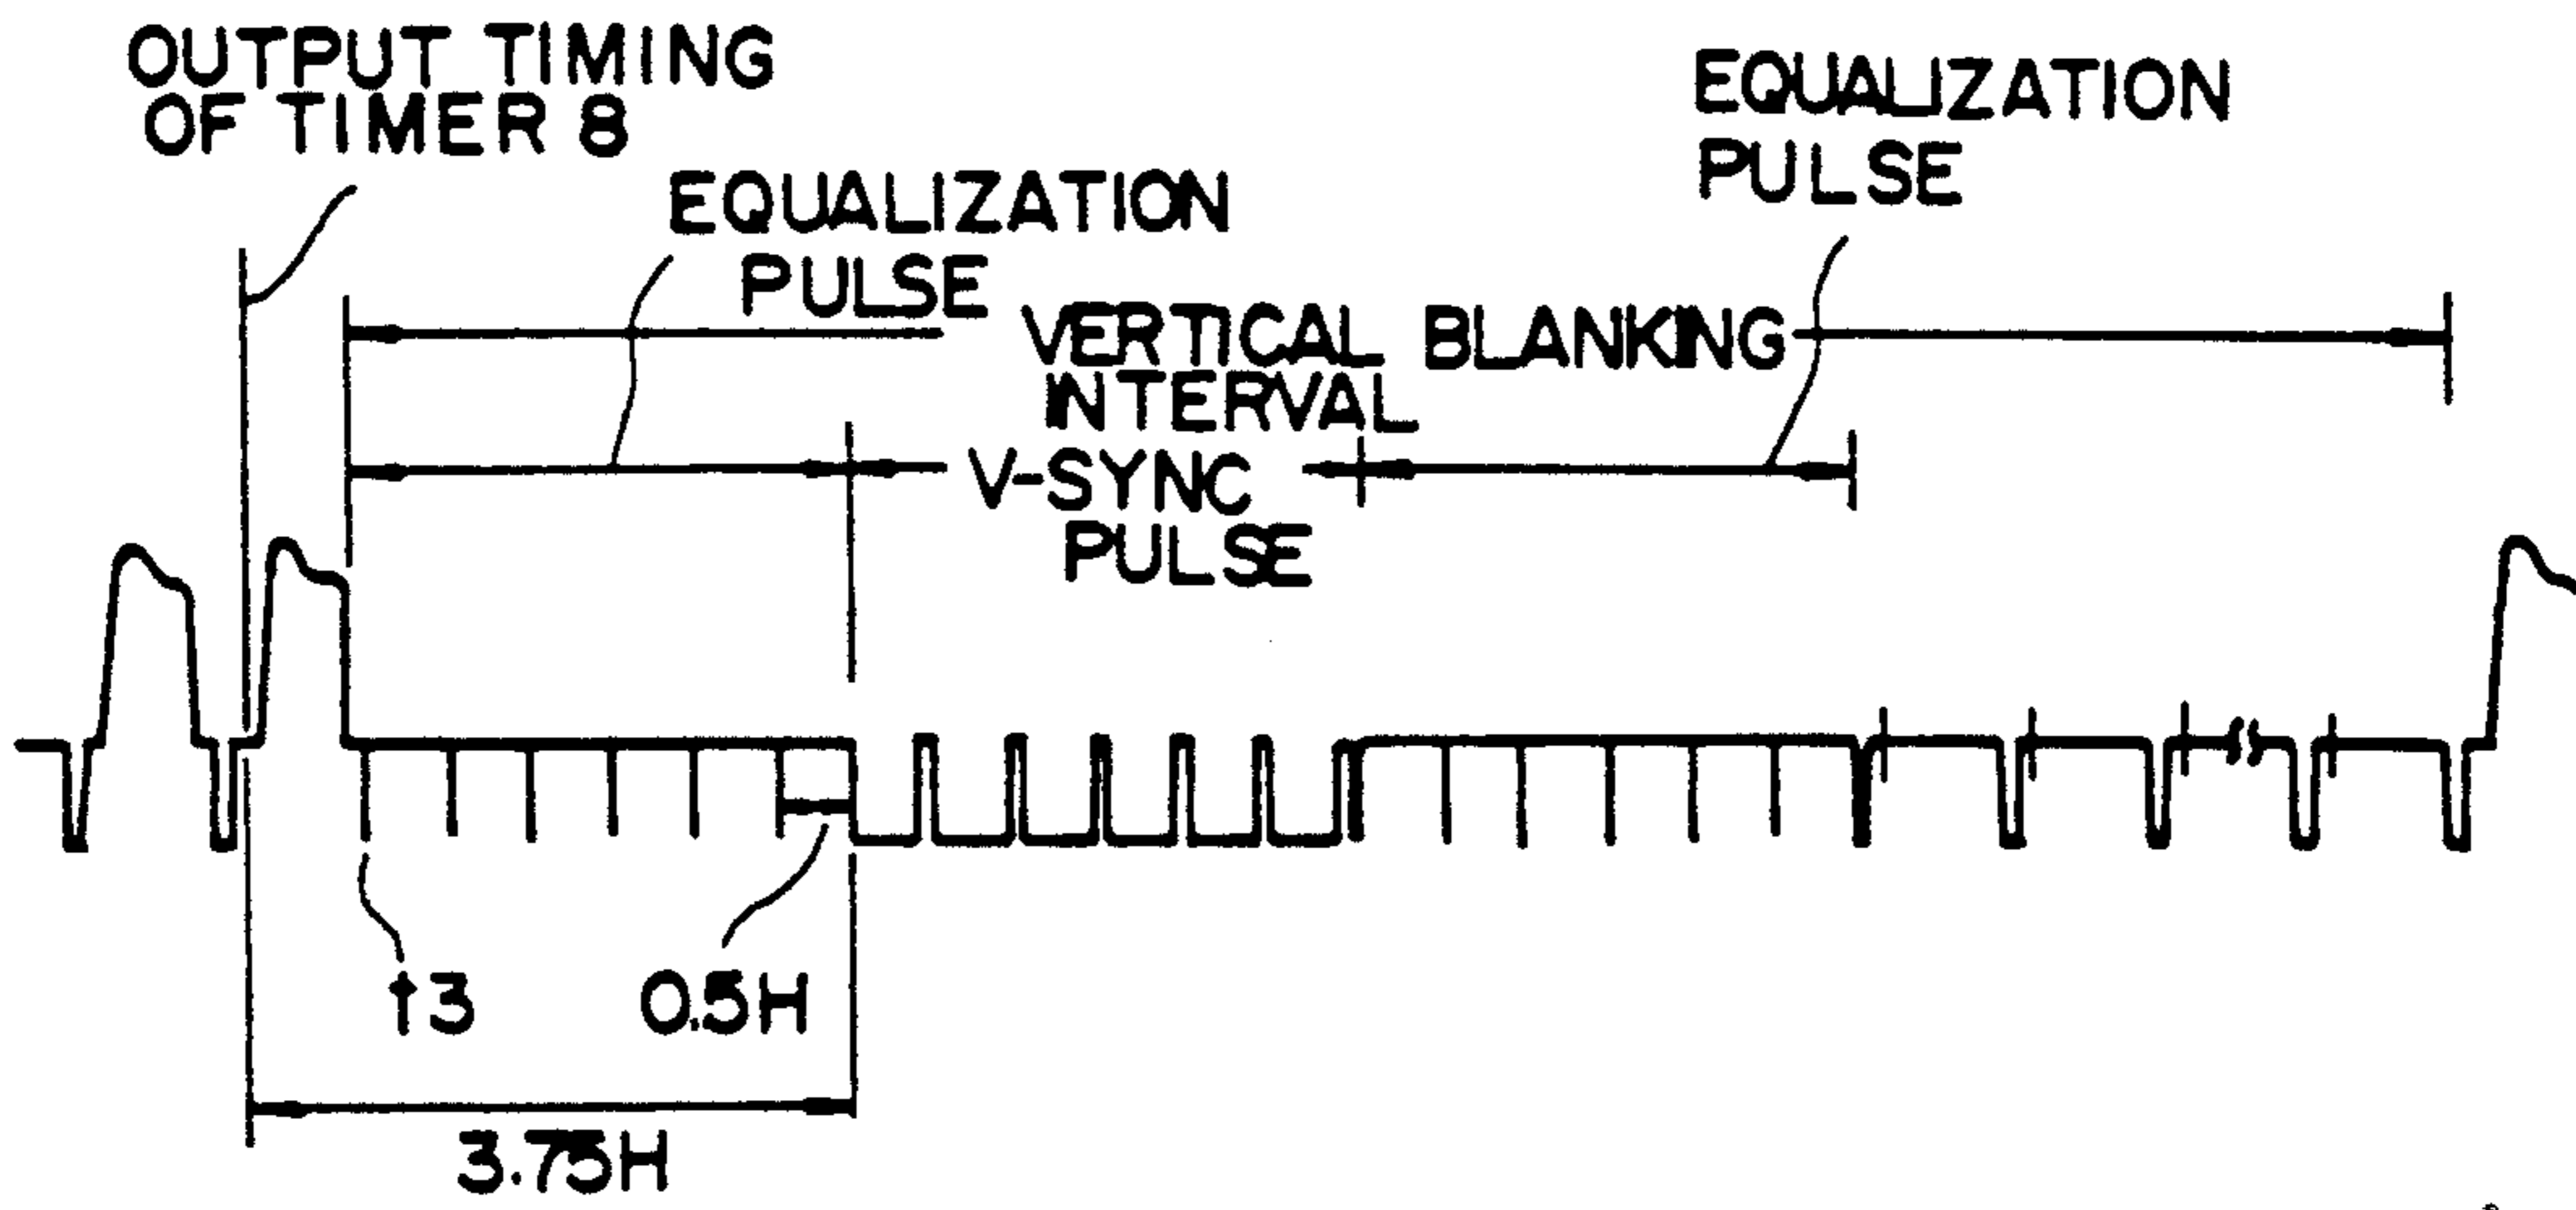 OUTPUT TIMING
OF TIMER 8
EQUALIZATION
PULSE
EQUALIZATION
PULSE
VERTICAL BLANKING
INTERVAL
V-SYNC
PULSE
t3
0.5H
3.75H